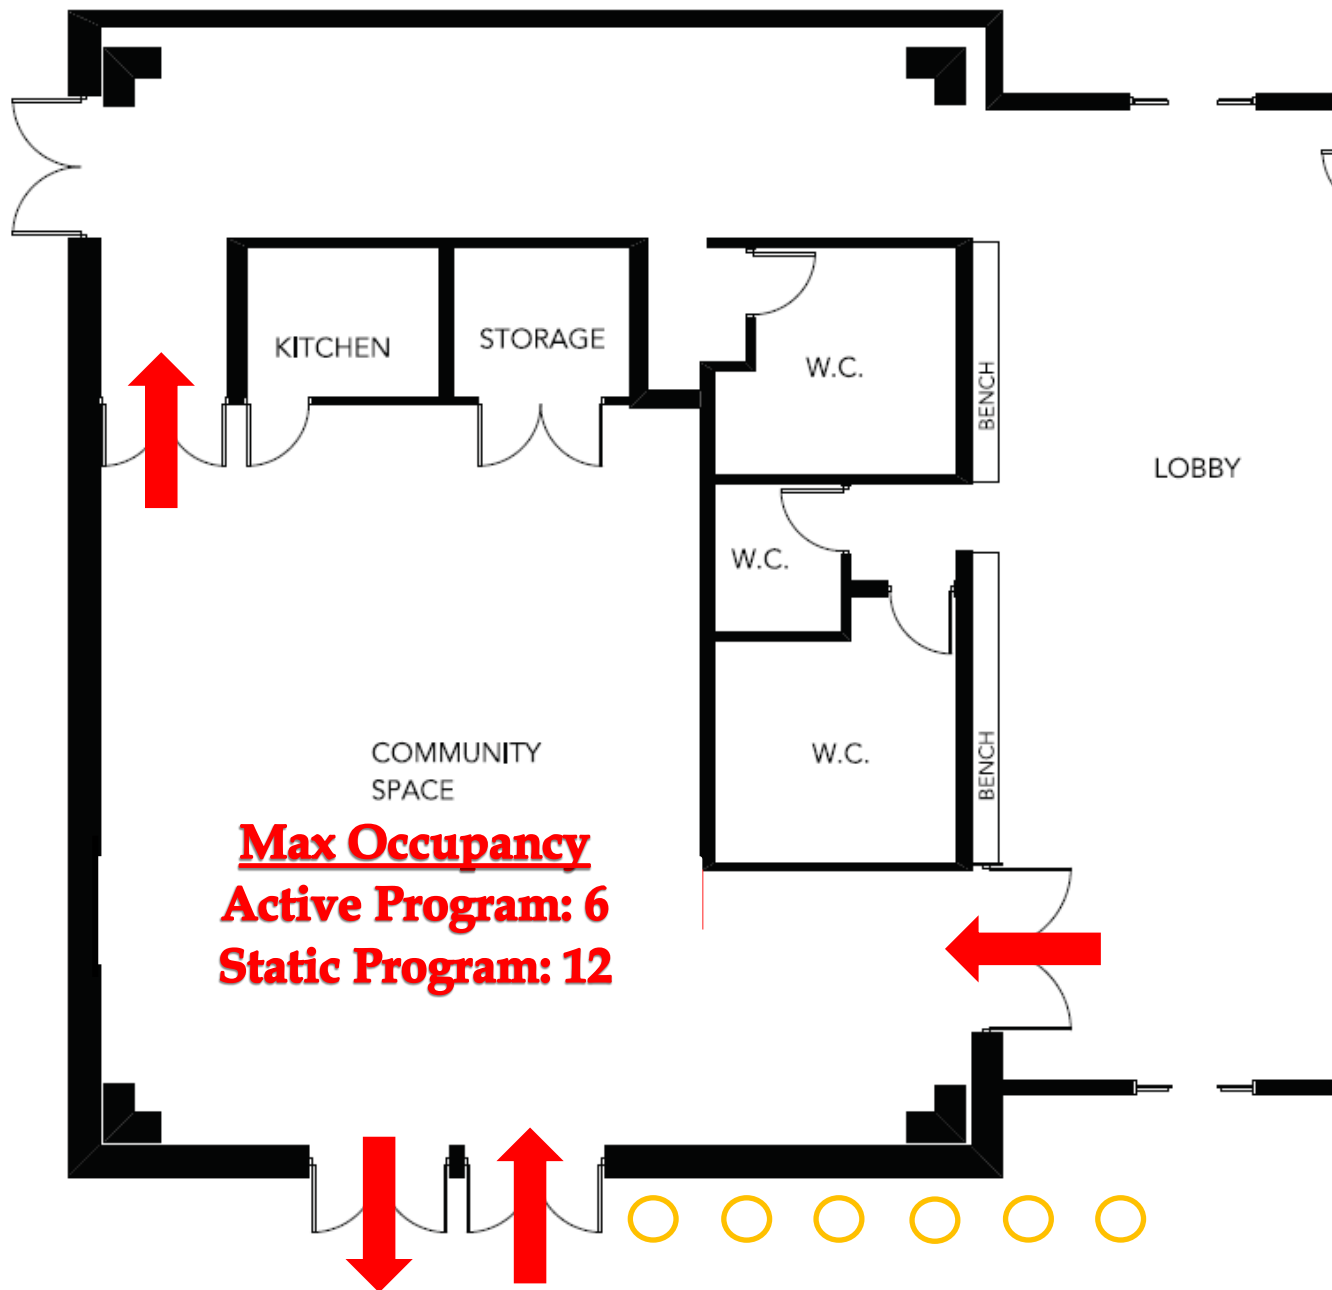 KITCHEN
STORAGE
W.C.
BENCH
LOBBY
W.C.
COMMUNITY
SPACE
W.C.
BENCH
Max Occupancy
Active Program: 6
Static Program: 12